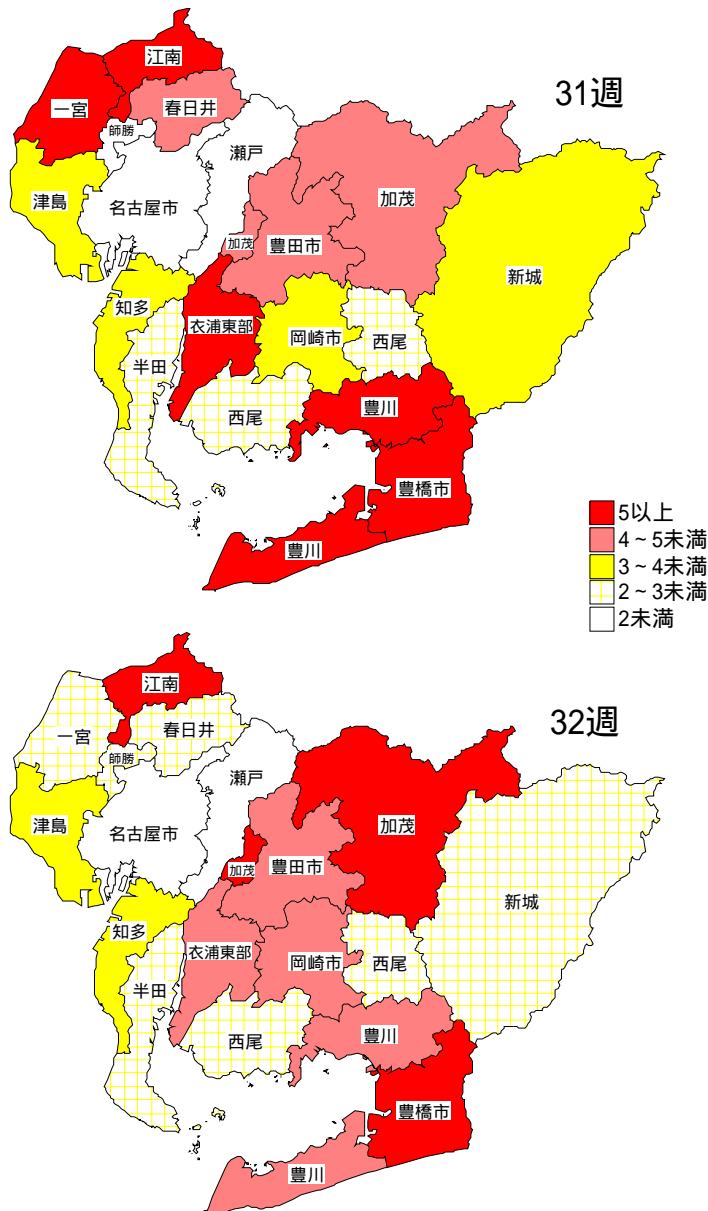 江南
31週
一宮
春日井
師勝
瀬戸
津島
名古屋市
加茂
加茂
豊田市
新城
知多
衣浦東部
岡崎市
西尾
半田
西尾
豊川
豊橋市
豊川
5以上
4~5未満
3~4未満
2~3未満
2未満
江南
32週
一宮
春日井
師勝
瀬戸
津島
名古屋市
加茂
加茂
豊田市
新城
知多
衣浦東部
岡崎市
西尾
半田
西尾
豊川
豊橋市
豊川